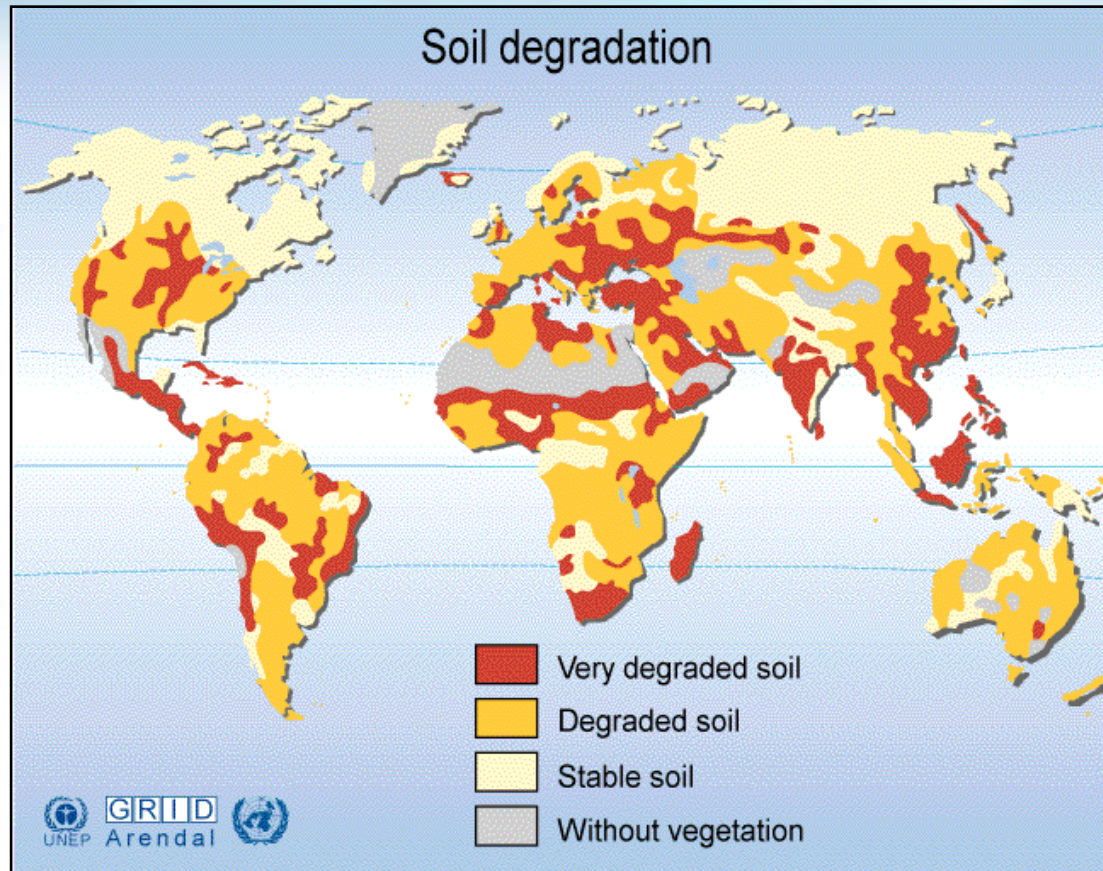 Soil degradation
Very degraded soil
Degraded soil
Stable soil
Without vegetation
UNEP
GRID
Arendal